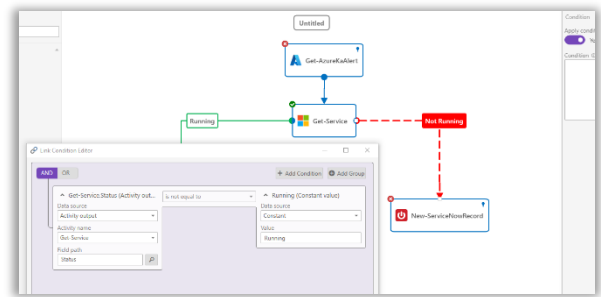 Untitled
Condition
Apply condi
Get-AzureKaAlert
Condition
Running
Get-Service
Not Running
Link Condition Editor
AND OR
+ Add Condition
Add Group
Get-Service.Status (Activity out...
is not equal to
Running (Constant value)
Data source
Data source
Activity output
Constant
Activity name
Value
Get-Service
Running
Field path
Status
New-ServiceNowRecord